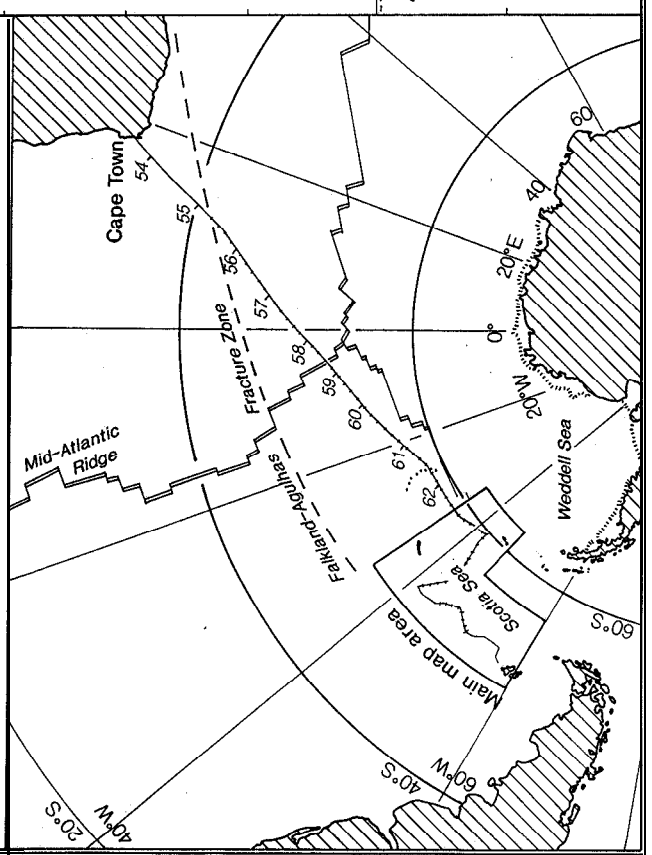 Cape Town
54
55
56
57
58
59
60
61
62
Mid-Atlantic
Ridge
Falkland-Agulhas
Fracture Zone
60
40
20°E
0°
20°W
Weddell Sea
Scotia Sea
Main map area
60°S
60°W
40°S
40°W
20°S